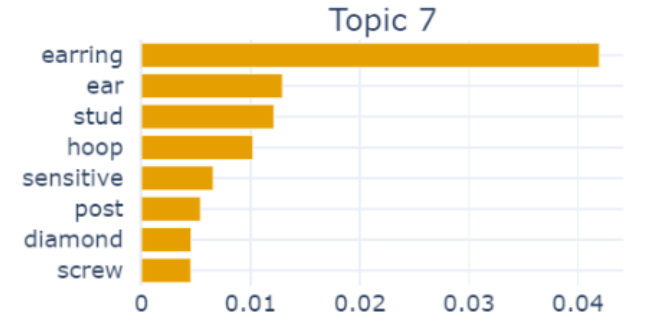 Topic 7
earring
ear
stud
hoop
sensitive
post
diamond
screw
0 0.01 0.02 0.03 0.04